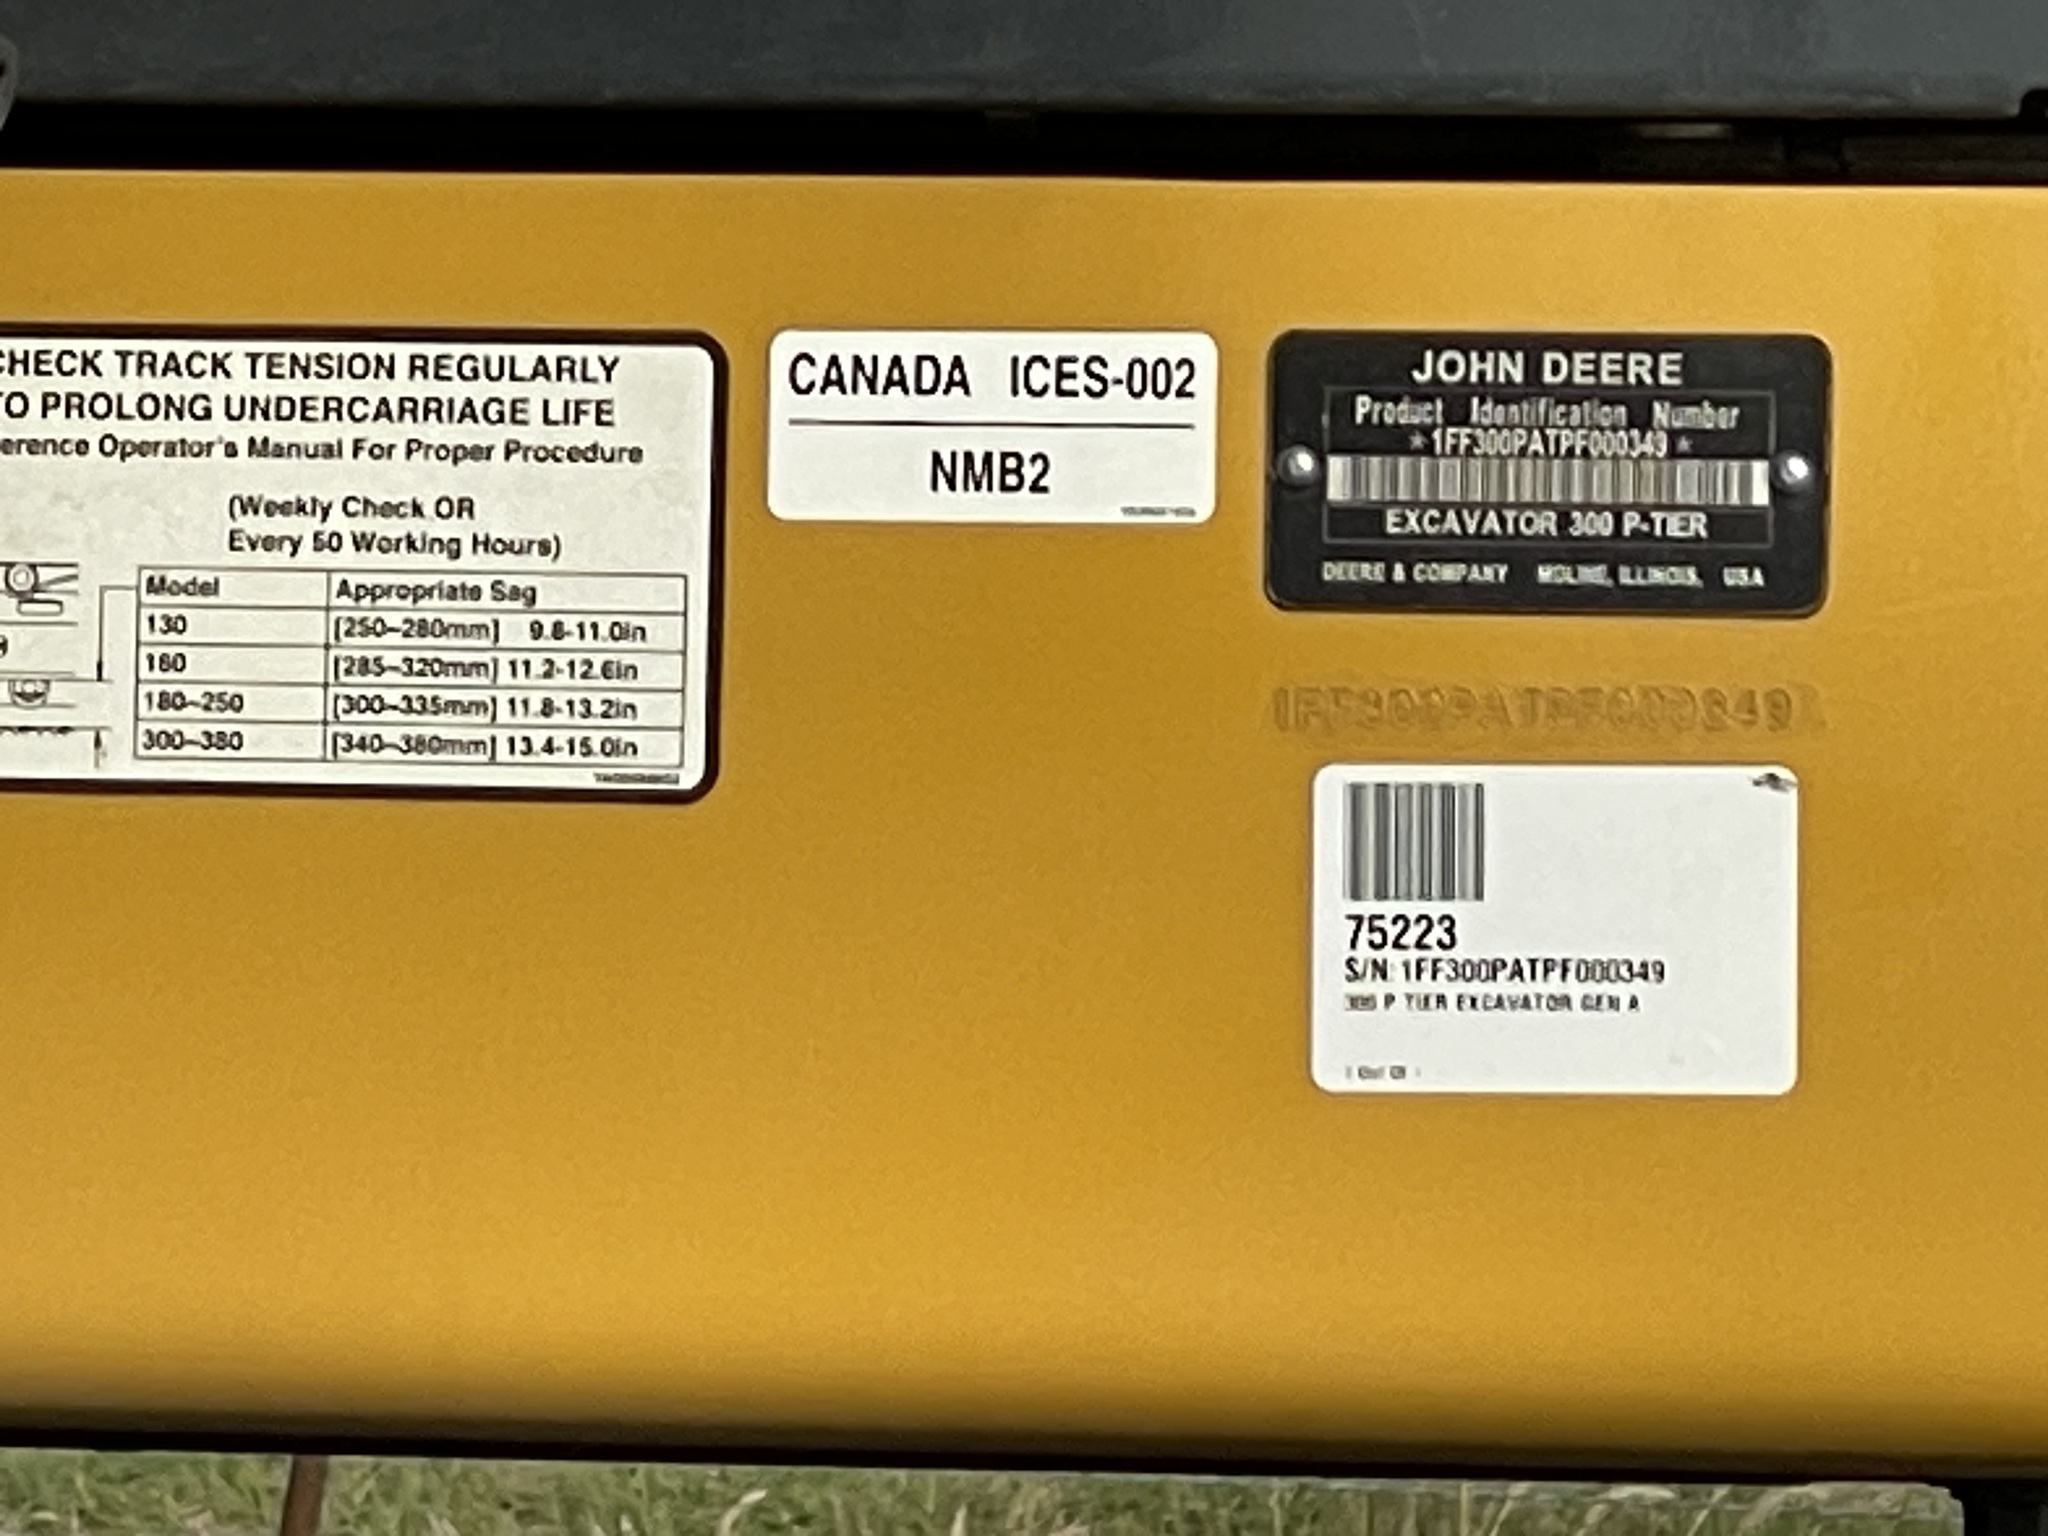 CHECK TRACK TENSION REGULARLY
TO PROLONG UNDERCARRIAGE LIFE
erence Operator's Manual For Proper Procedure
(Weekly Check OR
Every 50 Working Hours)
Model Appropriate Sag
130 [250~280mm] 9.8-11.0in
160 [285~320mm] 11.2-12.6in
180~250 [300~335mm] 11.8-13.2in
300~380 [340~380mm] 13.4-15.0in
CANADA ICES-002
NMB2
JOHN DEERE
Product Identification Number
*1FF300PATPF000349*
EXCAVATOR 300 P-TIER
DEERE & COMPANY MOLINE, ILLINOIS, USA
1FF300PATPF000349
75223
S/N: 1FF300PATPF000349
300 P TIER EXCAVATOR GEN A